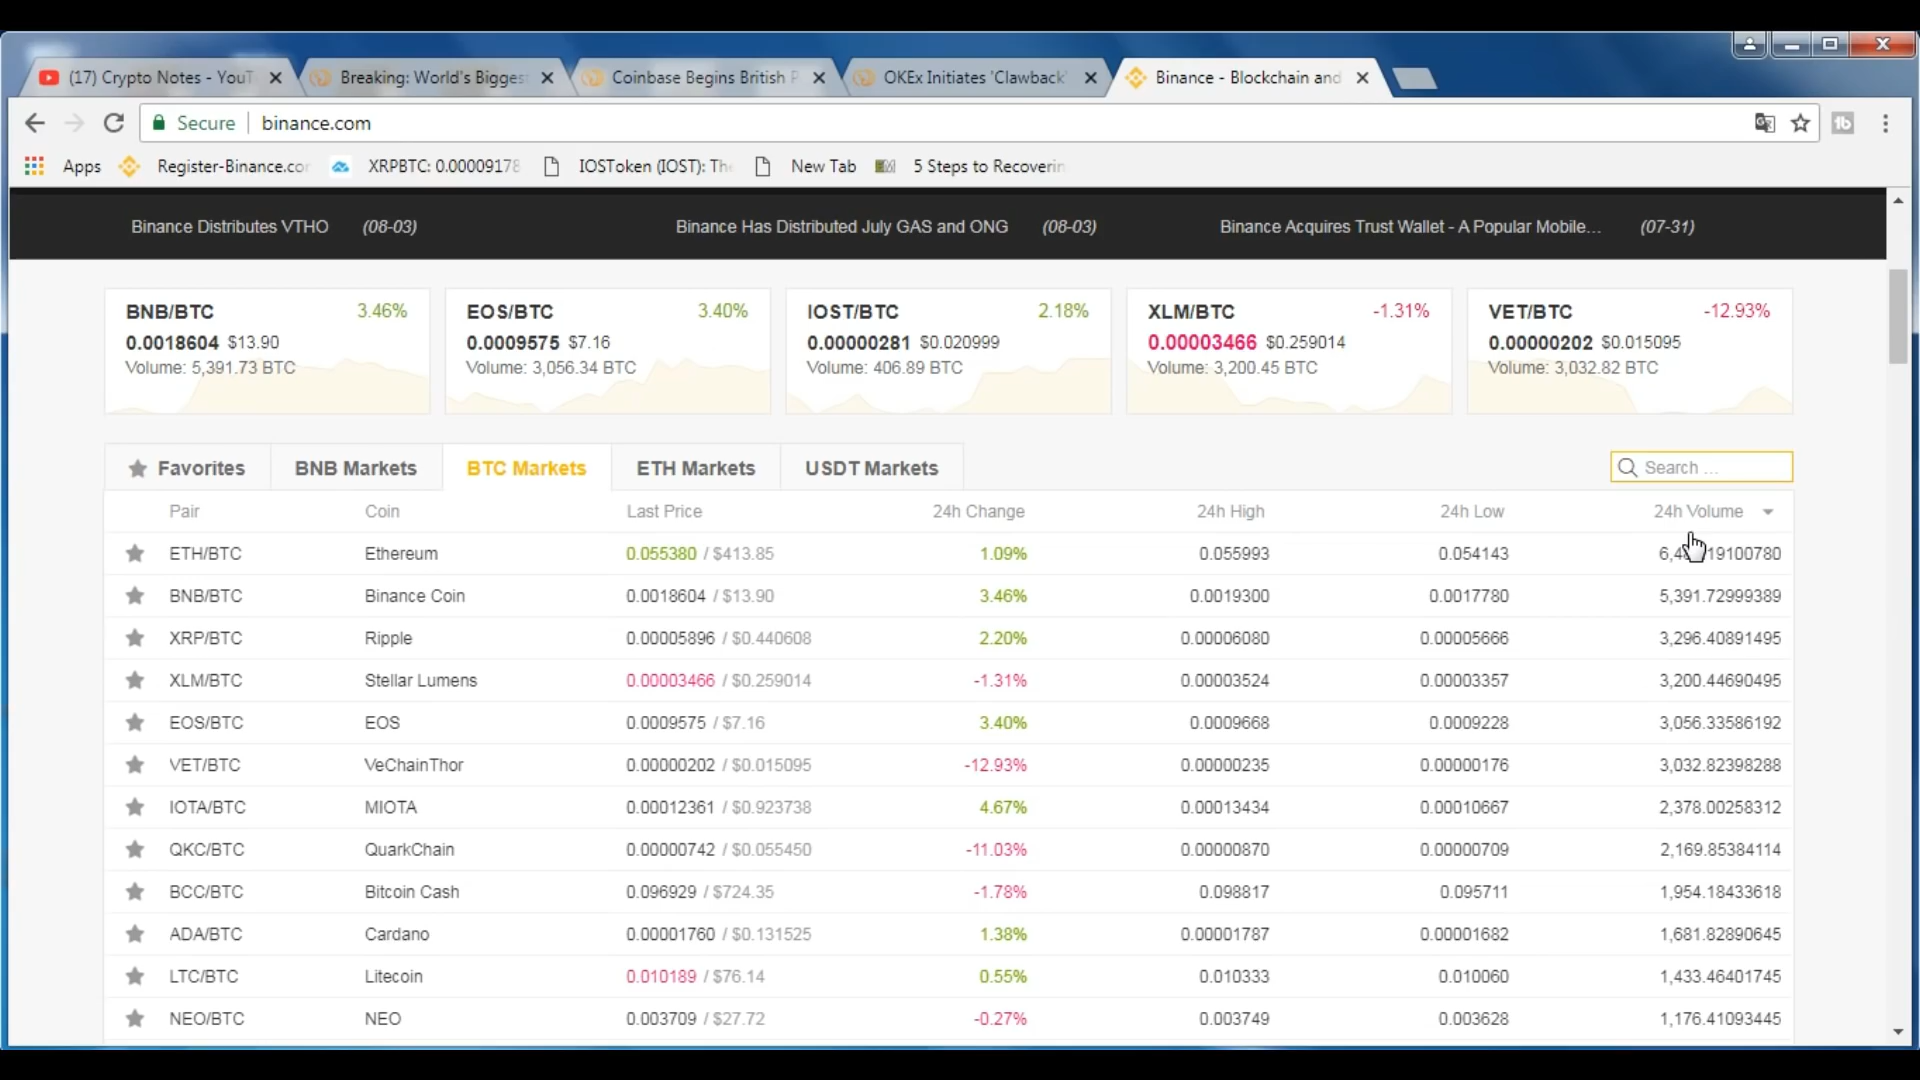 (17) Crypto Notes - YouT
Breaking: World's Biggest
Coinbase Begins British P
OKEx Initiates 'Clawback'
Binance - Blockchain and
Secure binance.com
Apps Register-Binance.com XRPBTC: 0.00009178 IOSToken (IOST): The New Tab 5 Steps to Recoverin
Binance Distributes VTHO (08-03) Binance Has Distributed July GAS and ONG (08-03) Binance Acquires Trust Wallet - A Popular Mobile... (07-31)
BNB/BTC 3.46%
0.0018604 $13.90
Volume: 5,391.73 BTC
EOS/BTC 3.40%
0.0009575 $7.16
Volume: 3,056.34 BTC
IOST/BTC 2.18%
0.00000281 $0.020999
Volume: 406.89 BTC
XLM/BTC -1.31%
0.00003466 $0.259014
Volume: 3,200.45 BTC
VET/BTC -12.93%
0.00000202 $0.015095
Volume: 3,032.82 BTC
Favorites BNB Markets BTC Markets ETH Markets USDT Markets Search ...
Pair Coin Last Price 24h Change 24h High 24h Low 24h Volume
ETH/BTC Ethereum 0.055380 / $413.85 1.09% 0.055993 0.054143
BNB/BTC Binance Coin 0.0018604 / $13.90 3.46% 0.0019300 0.0017780 5,391.72999389
XRP/BTC Ripple 0.00005896 / $0.440608 2.20% 0.00006080 0.00005666 3,296.40891495
XLM/BTC Stellar Lumens 0.00003466 / $0.259014 -1.31% 0.00003524 0.00003357 3,200.44690495
EOS/BTC EOS 0.0009575 / $7.16 3.40% 0.0009668 0.0009228 3,056.33586192
VET/BTC VeChainThor 0.00000202 / $0.015095 -12.93% 0.00000235 0.00000176 3,032.82398288
IOTA/BTC MIOTA 0.00012361 / $0.923738 4.67% 0.00013434 0.00010667 2,378.00258312
QKC/BTC QuarkChain 0.00000742 / $0.055450 -11.03% 0.00000870 0.00000709 2,169.85384114
BCC/BTC Bitcoin Cash 0.096929 / $724.35 -1.78% 0.098817 0.095711 1,954.18433618
ADA/BTC Cardano 0.00001760 / $0.131525 1.38% 0.00001787 0.00001682 1,681.82890645
LTC/BTC Litecoin 0.010189 / $76.14 0.55% 0.010333 0.010060 1,433.46401745
NEO/BTC NEO 0.003709 / $27.72 -0.27% 0.003749 0.003628 1,176.41093445